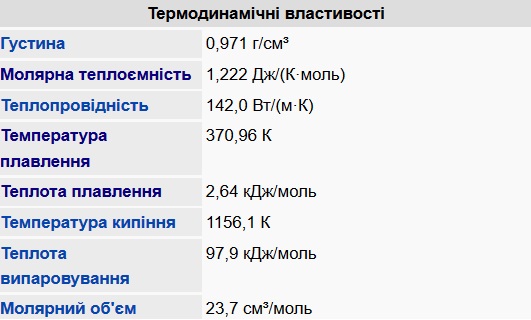 Термодинамічні властивості
Густина 0,971 г/см³
Молярна теплоємність 1,222 Дж/(К·моль)
Теплопровідність 142,0 Вт/(м·К)
Температура 370,96 К
плавлення
Теплота плавлення 2,64 кДж/моль
Температура кипіння 1156,1 К
Теплота 97,9 кДж/моль
випаровування
Молярний об'єм 23,7 см³/моль